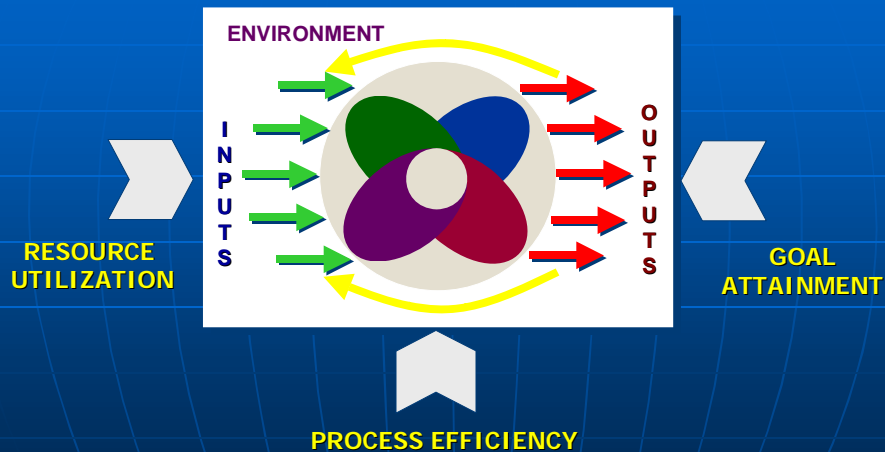 ENVIRONMENT
INPUTS
OUTPUTS
RESOURCE
UTILIZATION
GOAL
ATTAINMENT
PROCESS EFFICIENCY